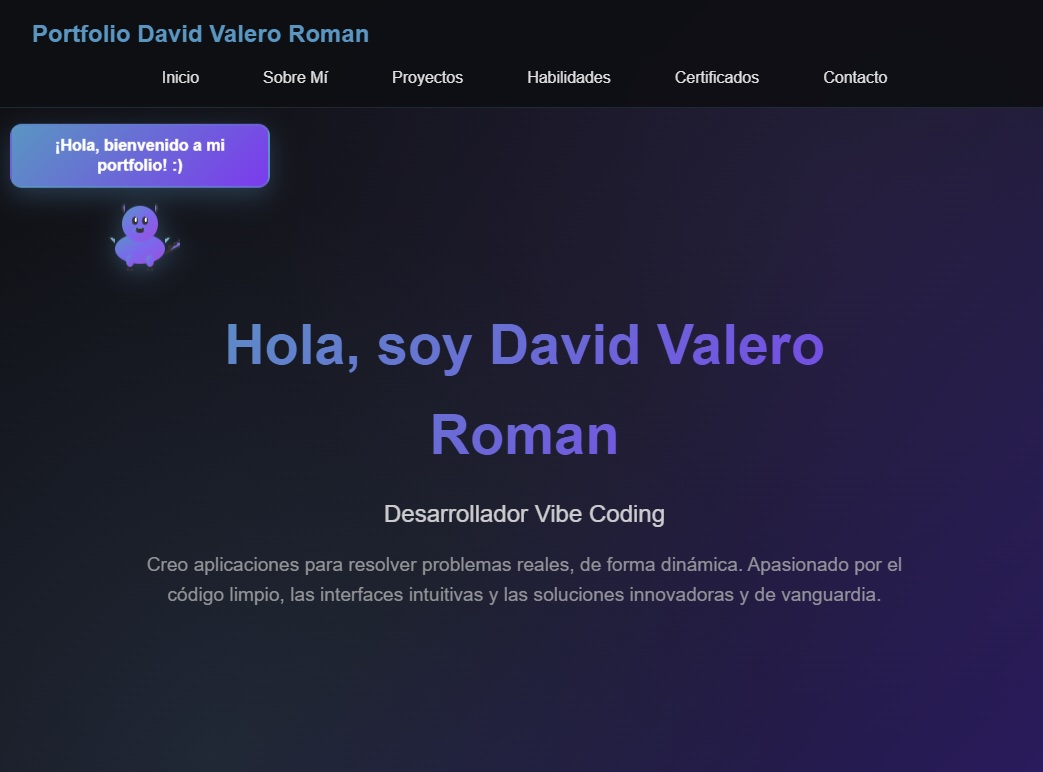 Portfolio David Valero Roman
Inicio Sobre Mí Proyectos Habilidades Certificados Contacto
¡Hola, bienvenido a mi
portfolio! :)
Hola, soy David Valero
Roman
Desarrollador Vibe Coding
Creo aplicaciones para resolver problemas reales, de forma dinámica. Apasionado por el
código limpio, las interfaces intuitivas y las soluciones innovadoras y de vanguardia.